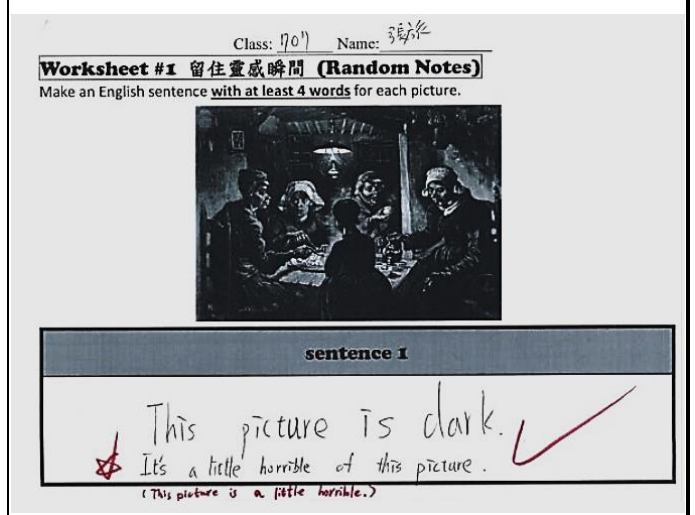 Class: 707 Name: 張
Worksheet #1 留住靈感瞬間 (Random Notes)
Make an English sentence with at least 4 words for each picture.
sentence 1
This picture is dark.
It's a little horrible of this picture.
(This picture is a little horrible.)